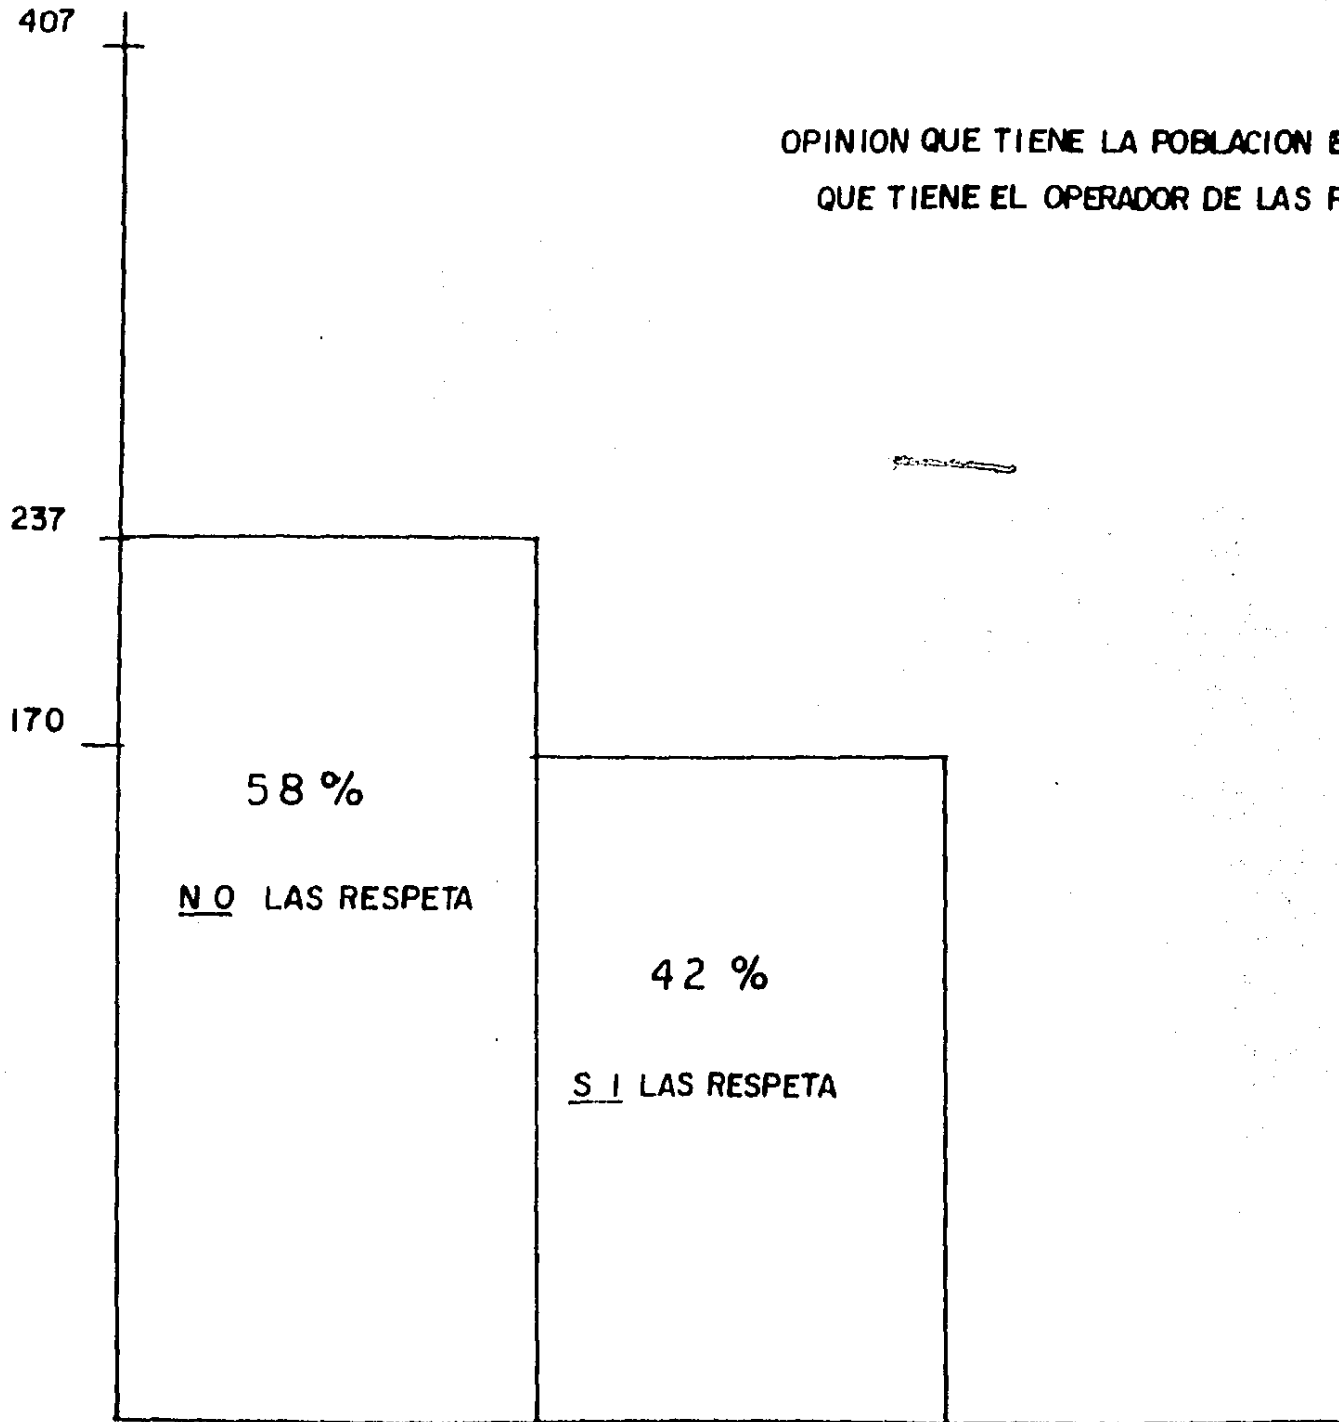 407
OPINION QUE TIENE LA POBLACION
QUE TIENE EL OPERADOR DE LAS
237
170
58 %
NO LAS RESPETA
42 %
SI LAS RESPETA